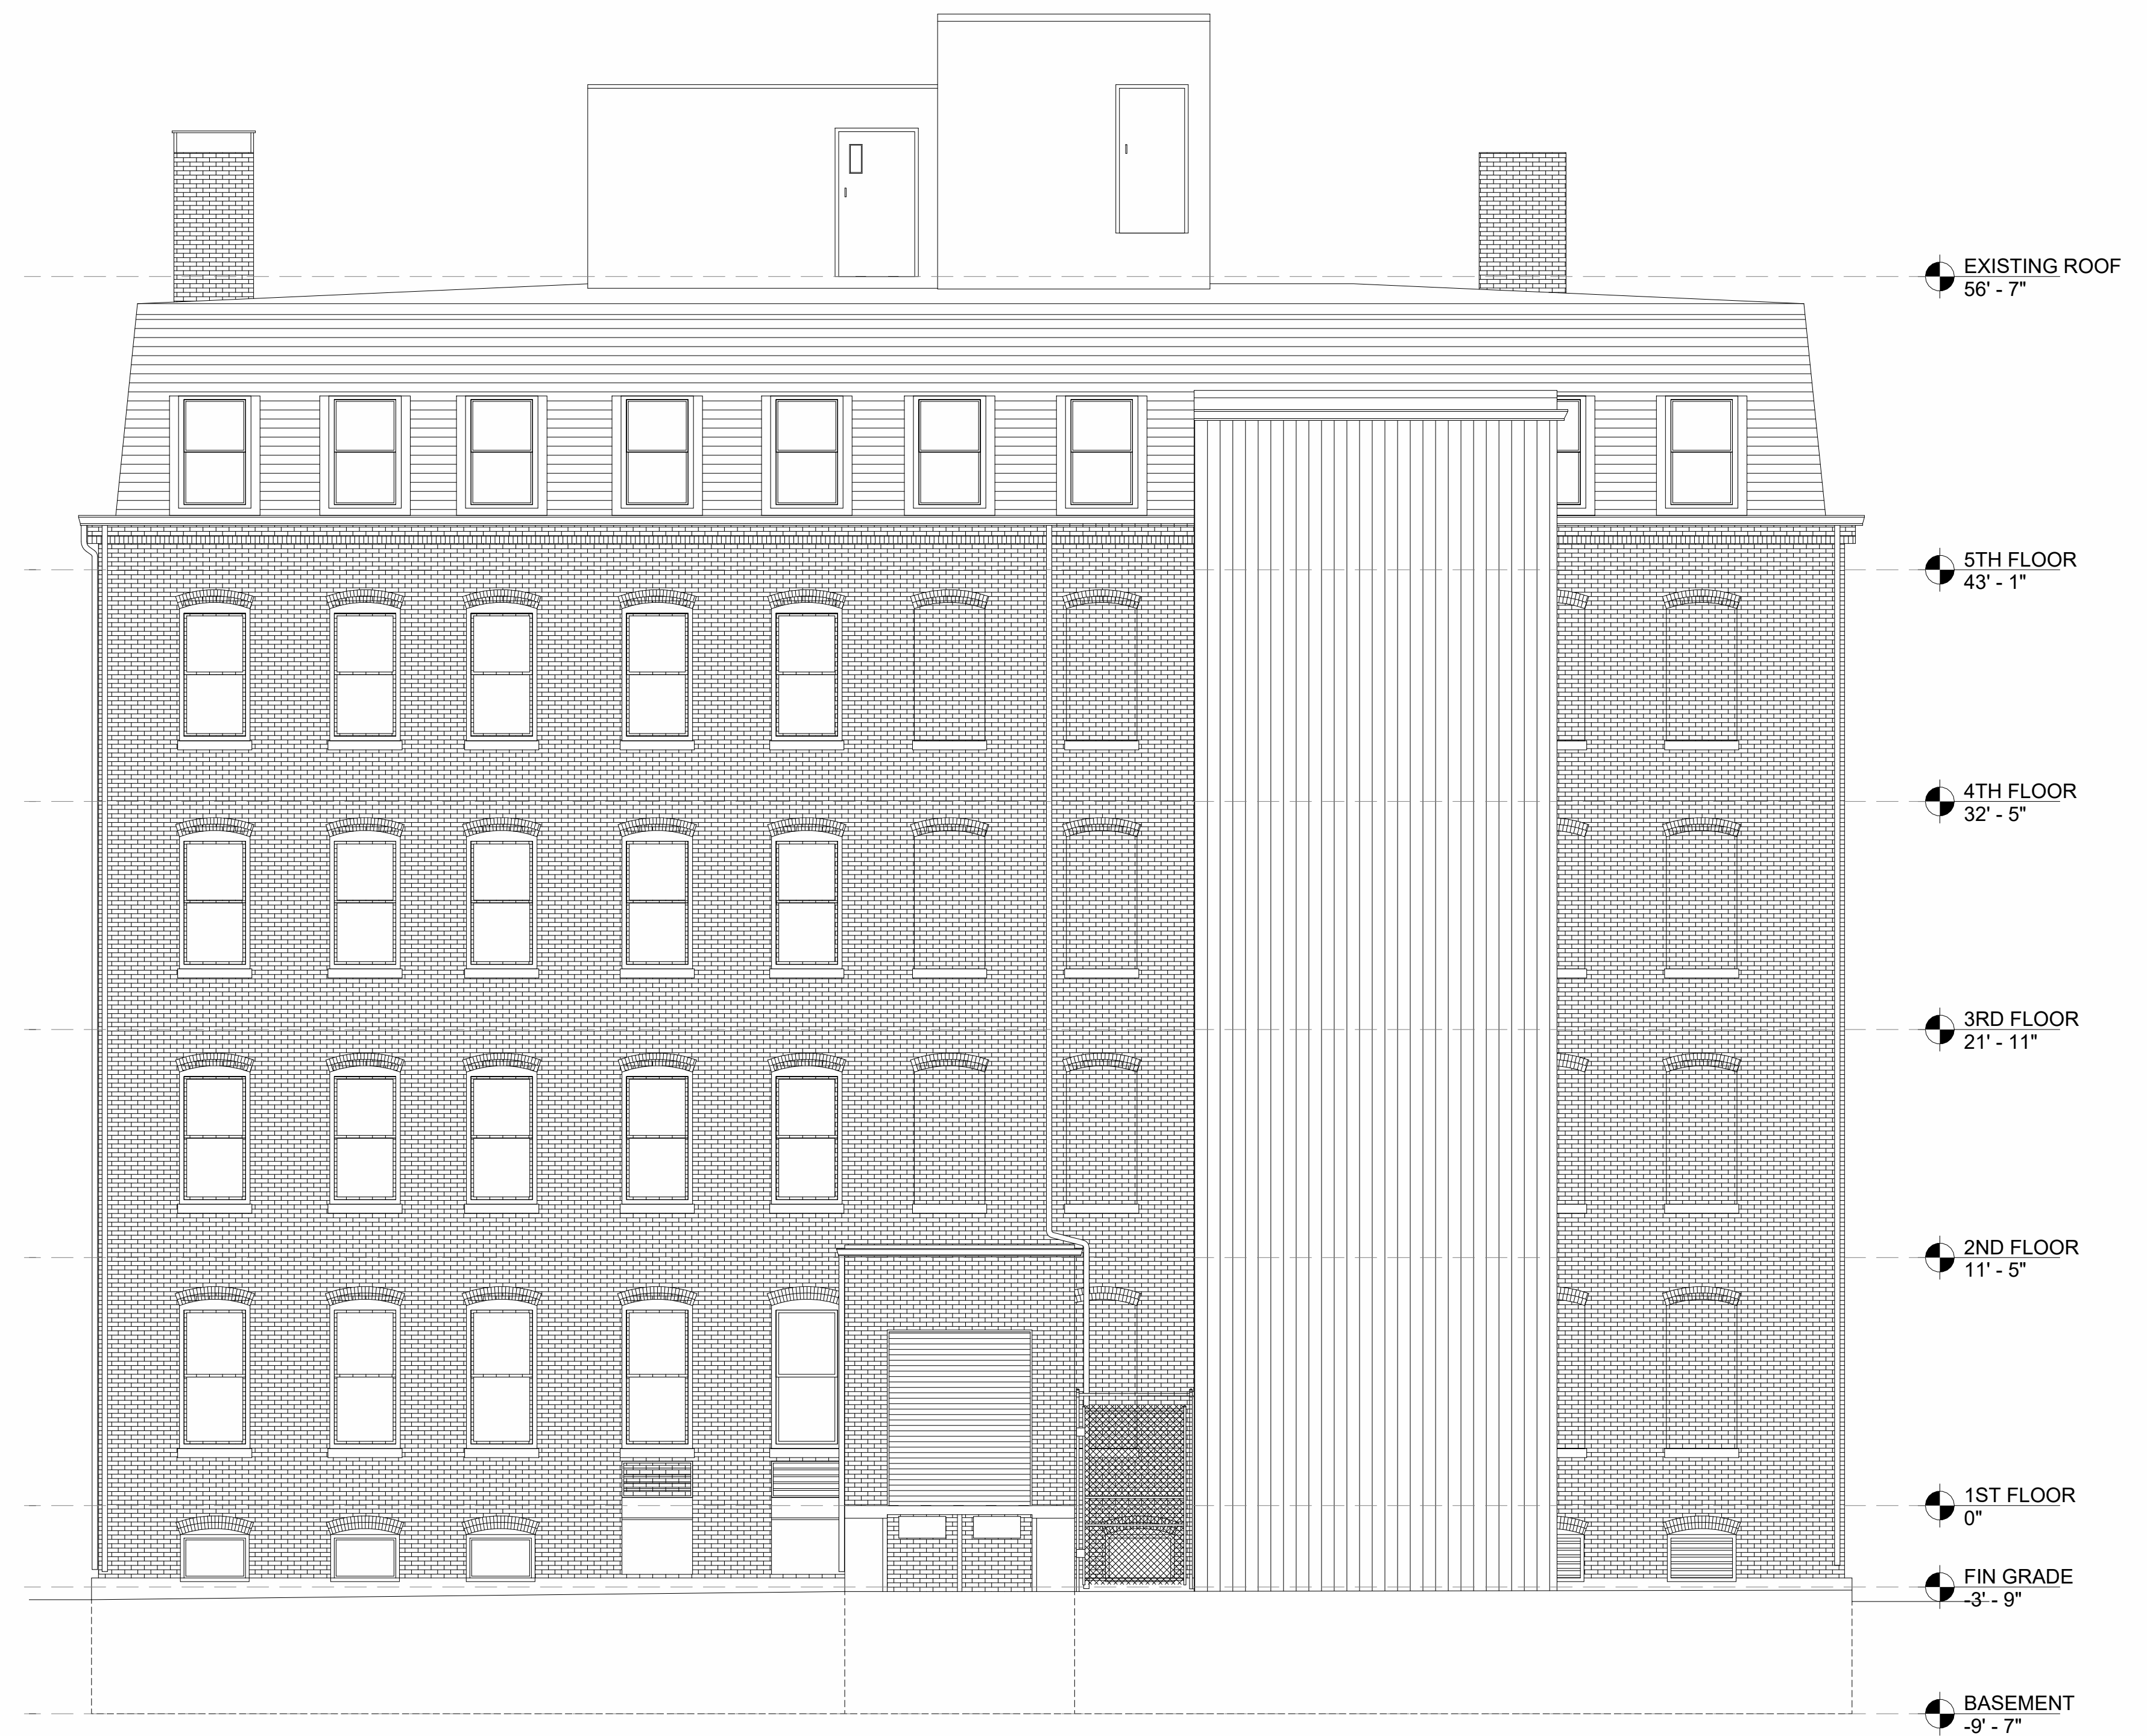 EXISTING ROOF
56' - 7"
5TH FLOOR
43' - 1"
4TH FLOOR
32' - 5"
3RD FLOOR
21' - 11"
2ND FLOOR
11' - 5"
1ST FLOOR
0"
FIN GRADE
-3' - 9"
BASEMENT
-9' - 7"